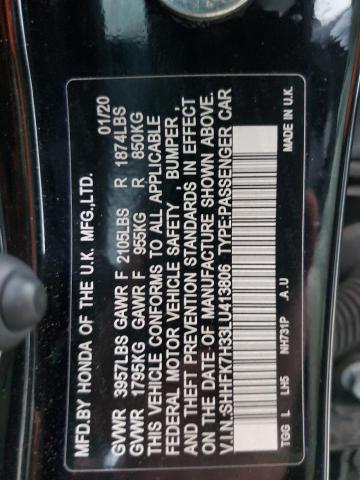 MFD.BY HONDA OF THE U.K. MFG.,LTD. 01/20
GVWR 3957LBS GAWR F 2105LBS R 1874LBS
GVWR 1795KG GAWR F 955KG R 850KG
THIS VEHICLE CONFORMS TO ALL APPLICABLE
FEDERAL MOTOR VEHICLE SAFETY , BUMPER ,
AND THEFT PREVENTION STANDARDS IN EFFECT
ON THE DATE OF MANUFACTURE SHOWN ABOVE.
V.I.N.:SHHFK7H33LU413806 TYPE:PASSENGER CAR
TGG L LH5 NH731P .A .U MADE IN U.K.